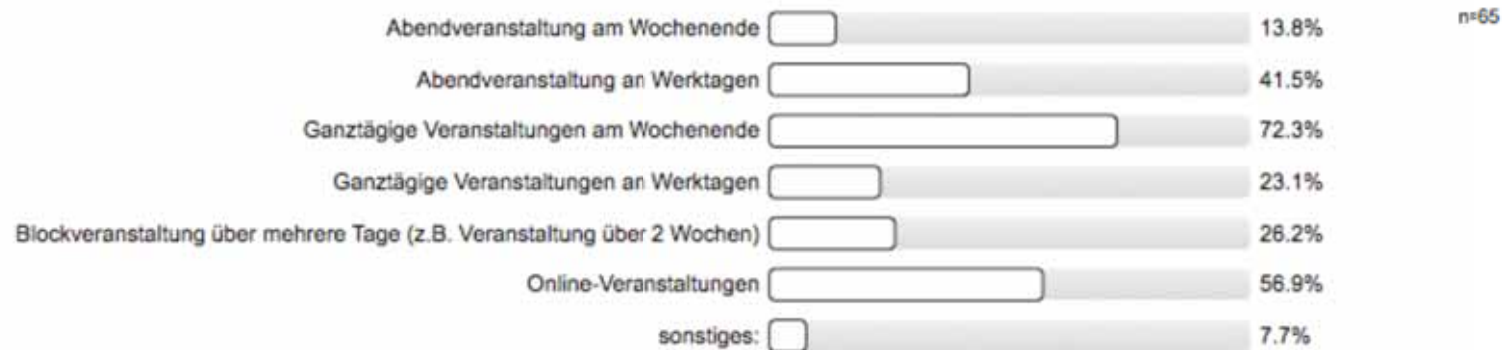 Abendveranstaltung am Wochenende 13.8% n=65
Abendveranstaltung an Werktagen 41.5%
Ganztägige Veranstaltungen am Wochenende 72.3%
Ganztägige Veranstaltungen an Werktagen 23.1%
Blockveranstaltung über mehrere Tage (z.B. Veranstaltung über 2 Wochen) 26.2%
Online-Veranstaltungen 56.9%
sonstiges: 7.7%